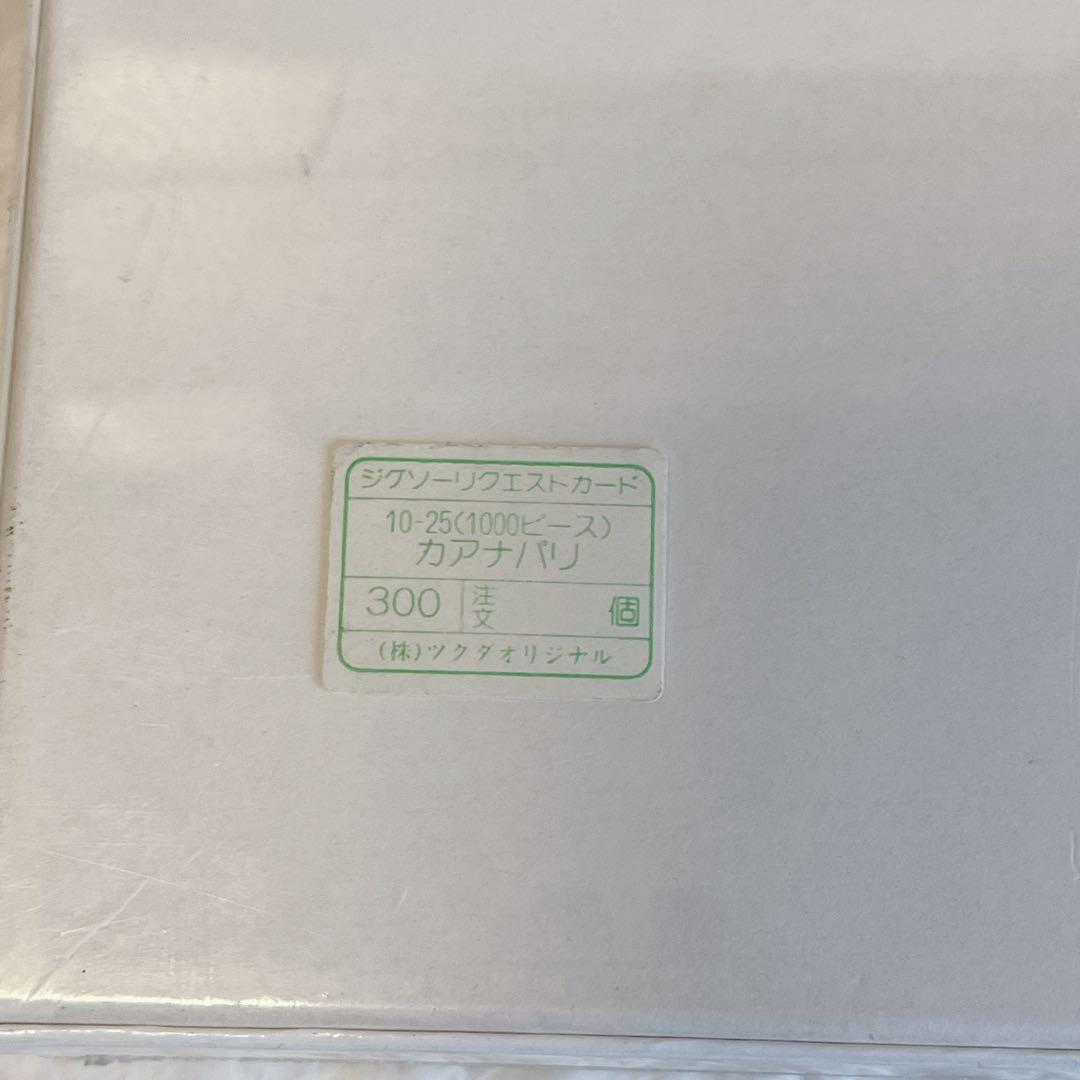 ジグソーリクエストカード
10-25(1000ピース)
カアナパリ
300 注文 個
(株)ツクダオリジナル